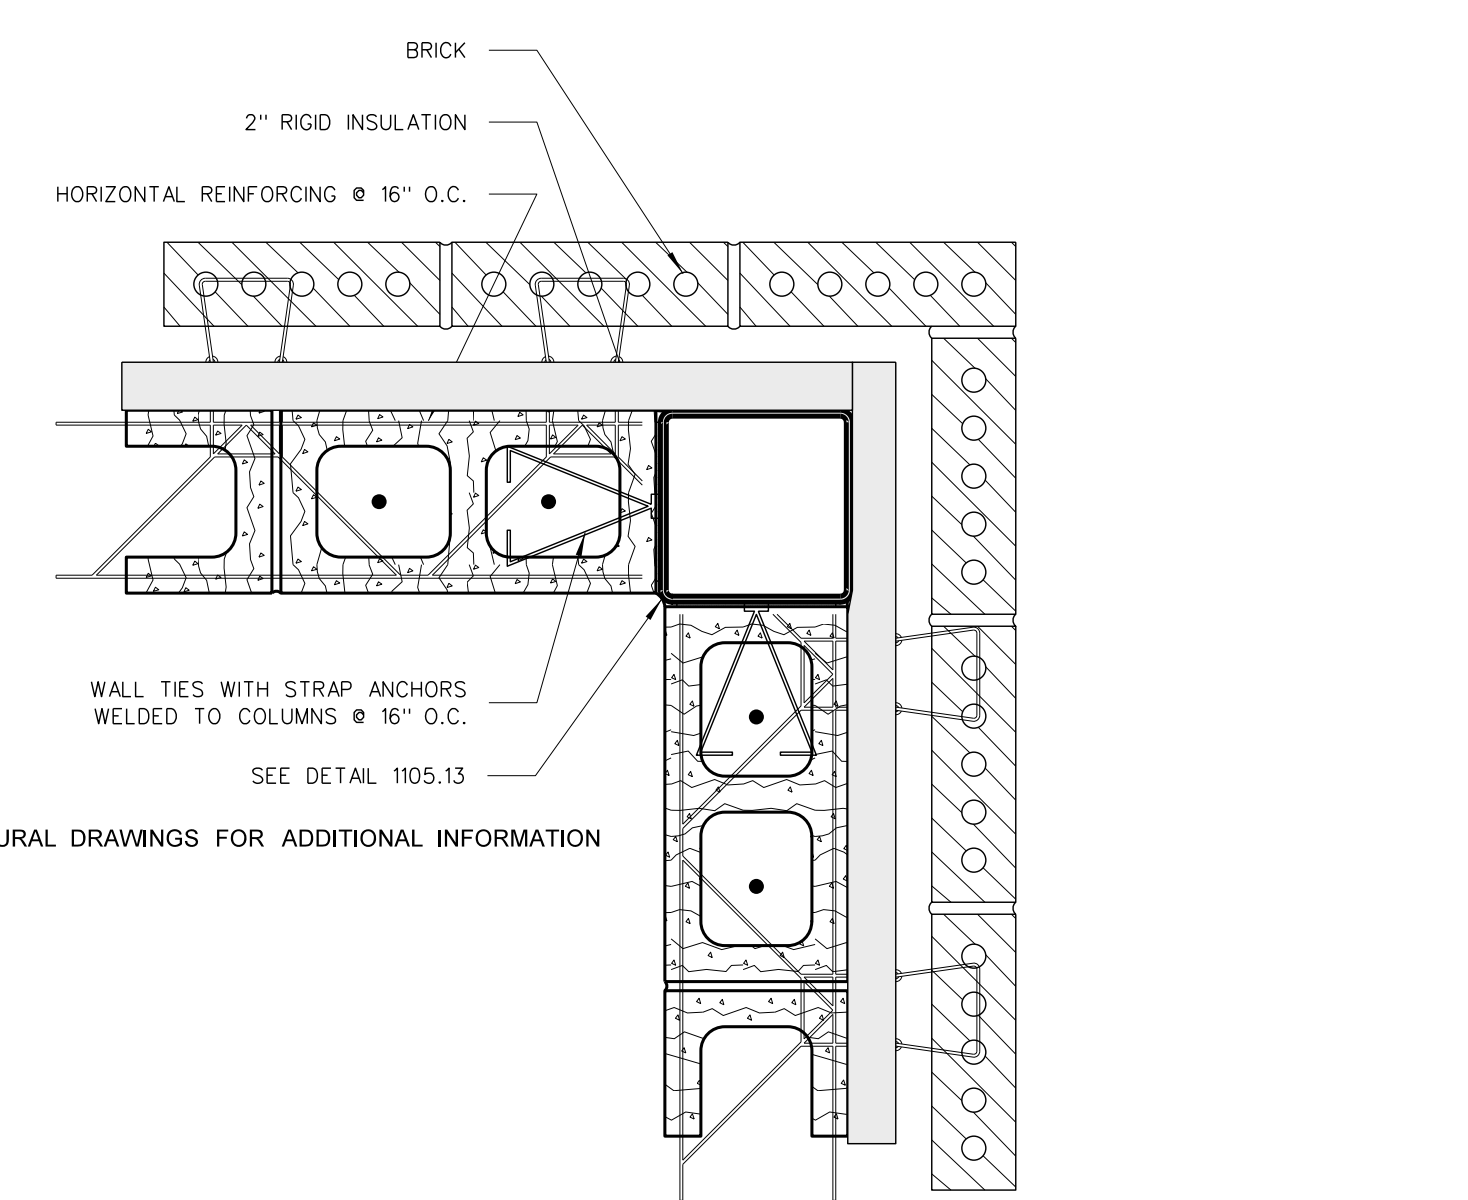 BRICK
2" RIGID INSULATION
HORIZONTAL REINFORCING @ 16" O.C.
WALL TIES WITH STRAP ANCHORS
WELDED TO COLUMNS @ 16" O.C.
SEE DETAIL 1105.13
URAL DRAWINGS FOR ADDITIONAL INFORMATION